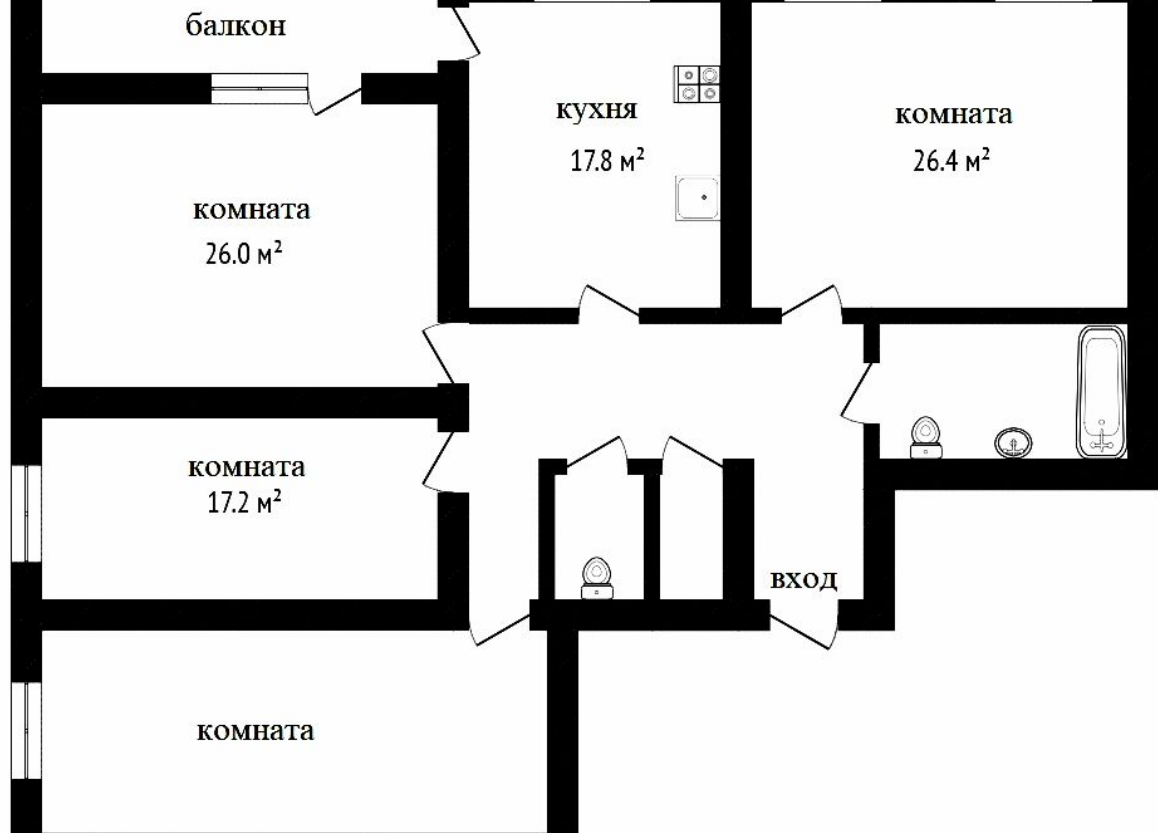 балкон
кухня
17.8 м²
комната
26.4 м²
комната
26.0 м²
комната
17.2 м²
вход
комната